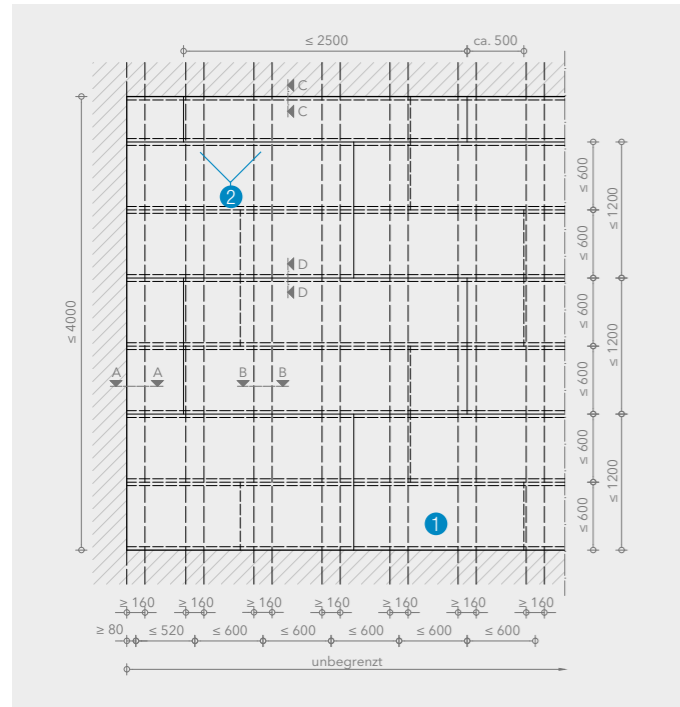 ≤ 2500 ca. 500
C
C
2
≤ 600
≤ 1200
≤ 600
D
D
≤ 4000
≤ 600
≤ 1200
≤ 600
A A B B
≤ 600
≤ 1200
≤ 600
1
≥ 160 ≥ 160 ≥ 160 ≥ 160 ≥ 160 ≥ 160 ≥ 160
≥ 80 ≤ 520 ≤ 600 ≤ 600 ≤ 600 ≤ 600 ≤ 600
unbegrenzt